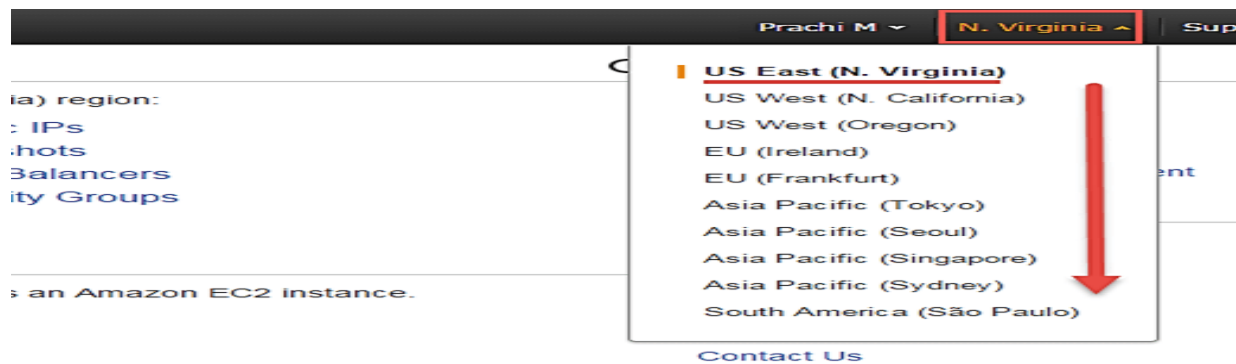 Prachi M N. Virginia Sup
US East (N. Virginia)
ia) region:
US West (N. California)
IPs
US West (Oregon)
shots
EU (Ireland)
Balancers
EU (Frankfurt)
ent
ity Groups
Asia Pacific (Tokyo)
Asia Pacific (Seoul)
Asia Pacific (Singapore)
s an Amazon EC2 instance.
Asia Pacific (Sydney)
South America (São Paulo)
Contact Us